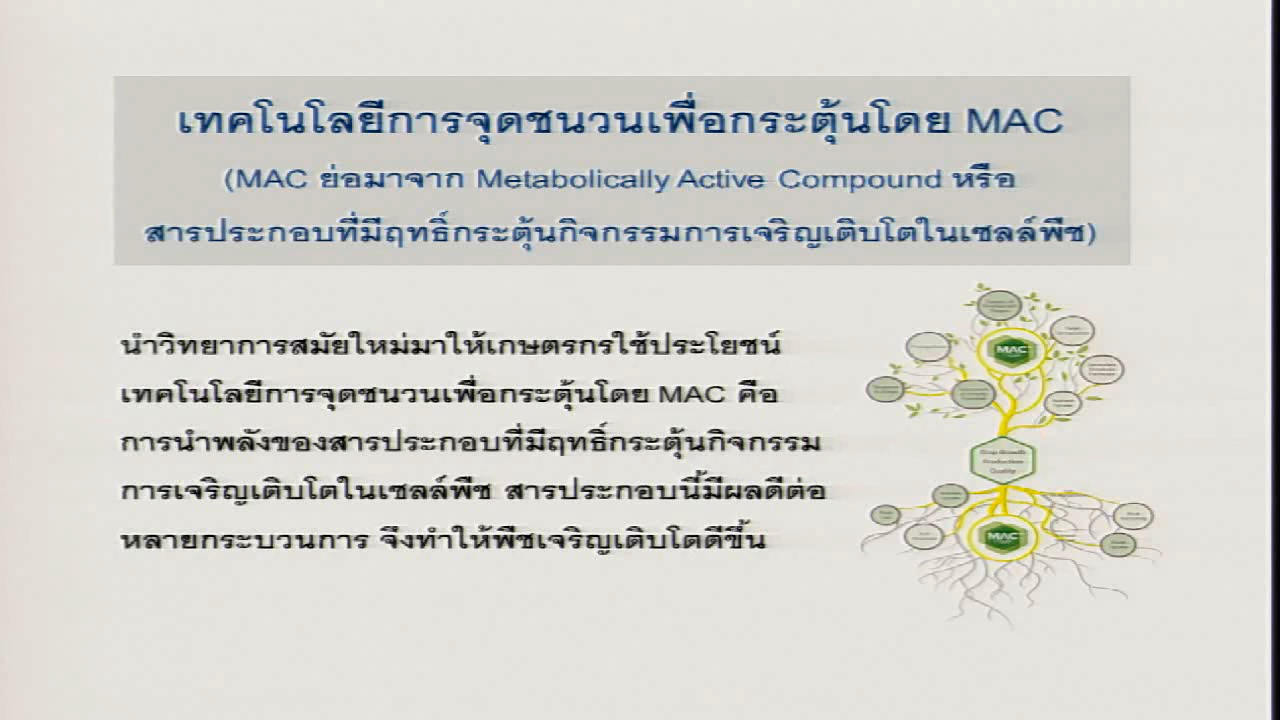 เทคโนโลยีการจุดชนวนเพื่อกระตุ้นโดย MAC
(MAC ย่อมาจาก Metabolically Active Compound หรือ
สารประกอบที่มีฤทธิ์กระตุ้นกิจกรรมการเจริญเติบโตในเซลล์พืช)
นำวิทยาการสมัยใหม่มาให้เกษตรกรใช้ประโยชน์
เทคโนโลยีการจุดชนวนเพื่อกระตุ้นโดย MAC คือ
การนำพลังของสารประกอบที่มีฤทธิ์กระตุ้นกิจกรรม
การเจริญเติบโตในเซลล์พืช สารประกอบนี้มีผลดีต่อ
หลายกระบวนการ จึงทำให้พืชเจริญเติบโตดีขึ้น
MAC
Crop Growth
Production
Quality
MAC